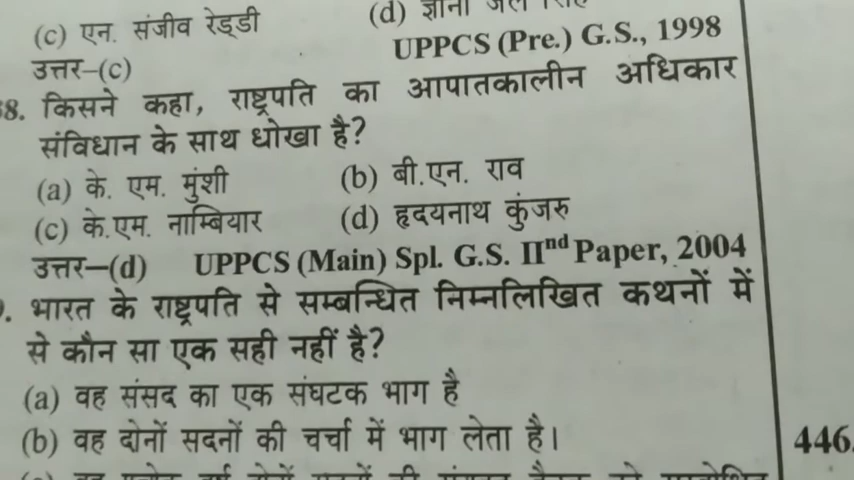 (c) एन. संजीव रेड्डी
(d) ज्ञानी जैल सिंह
उत्तर–(c)
UPPCS (Pre.) G.S., 1998
8. किसने कहा, राष्ट्रपति का आपातकालीन अधिकार
संविधान के साथ धोखा है?
(a) के. एम. मुंशी
(b) बी.एन. राव
(c) के.एम. नाम्बियार
(d) हृदयनाथ कुंजरु
उत्तर–(d) UPPCS (Main) Spl. G.S. IInd Paper, 2004
. भारत के राष्ट्रपति से सम्बन्धित निम्नलिखित कथनों में
से कौन सा एक सही नहीं है?
(a) वह संसद का एक संघटक भाग है
(b) वह दोनों सदनों की चर्चा में भाग लेता है।
446.